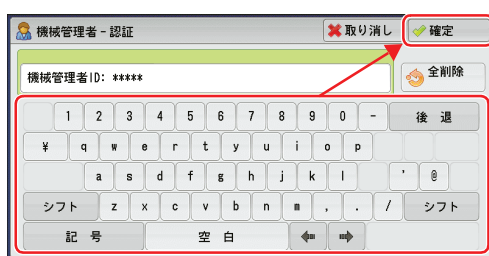 機械管理者 - 認証 取り消し 確定
機械管理者ID: ***** 全削除
1 2 3 4 5 6 7 8 9 0 - 後 退
¥ q w e r t y u i o p
a s d f g h j k l ' @
シフト z x c v b n m , . / シフト
記 号 空 白